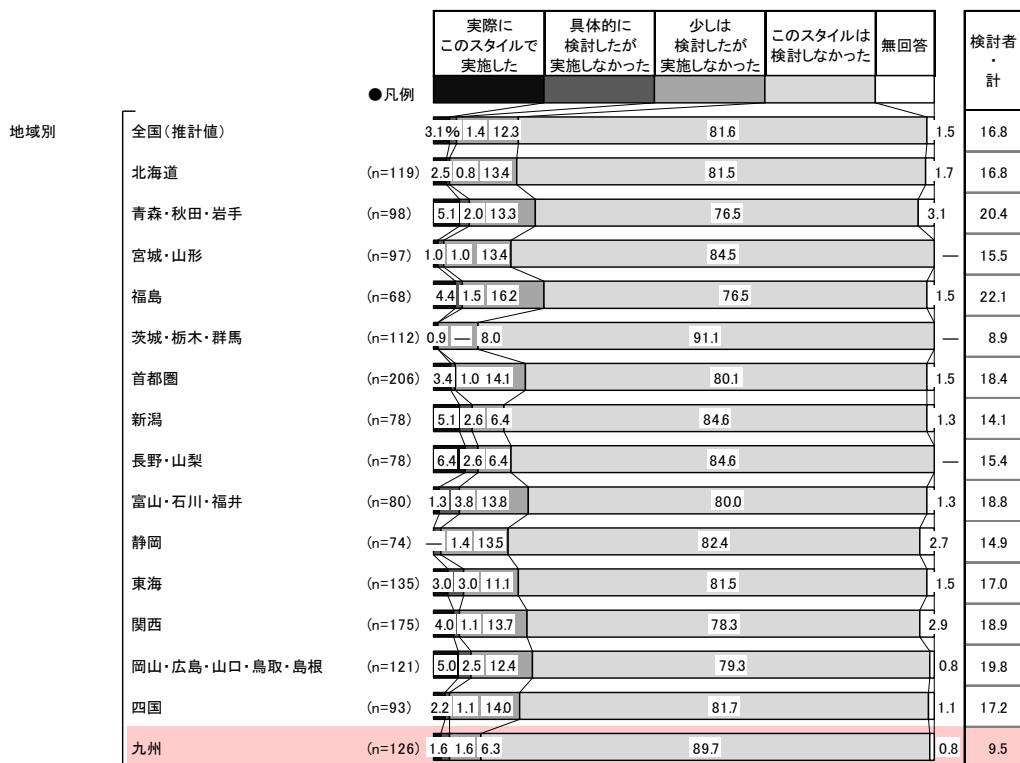 実際に
このスタイルで
実施した
具体的に
検討したが
実施しなかった
少しは
検討したが
実施しなかった
このスタイルは
検討しなかった
無回答
検討者
・
計
●凡例
地域別
全国(推計値) 3.1% 1.4 12.3 81.6 1.5 16.8
北海道 (n=119) 2.5 0.8 13.4 81.5 1.7 16.8
青森・秋田・岩手 (n=98) 5.1 2.0 13.3 76.5 3.1 20.4
宮城・山形 (n=97) 1.0 1.0 13.4 84.5 — 15.5
福島 (n=68) 4.4 1.5 16.2 76.5 1.5 22.1
茨城・栃木・群馬 (n=112) 0.9 — 8.0 91.1 — 8.9
首都圏 (n=206) 3.4 1.0 14.1 80.1 1.5 18.4
新潟 (n=78) 5.1 2.6 6.4 84.6 1.3 14.1
長野・山梨 (n=78) 6.4 2.6 6.4 84.6 — 15.4
富山・石川・福井 (n=80) 1.3 3.8 13.8 80.0 1.3 18.8
静岡 (n=74) — 1.4 13.5 82.4 2.7 14.9
東海 (n=135) 3.0 3.0 11.1 81.5 1.5 17.0
関西 (n=175) 4.0 1.1 13.7 78.3 2.9 18.9
岡山・広島・山口・鳥取・島根 (n=121) 5.0 2.5 12.4 79.3 0.8 19.8
四国 (n=93) 2.2 1.1 14.0 81.7 1.1 17.2
九州 (n=126) 1.6 1.6 6.3 89.7 0.8 9.5